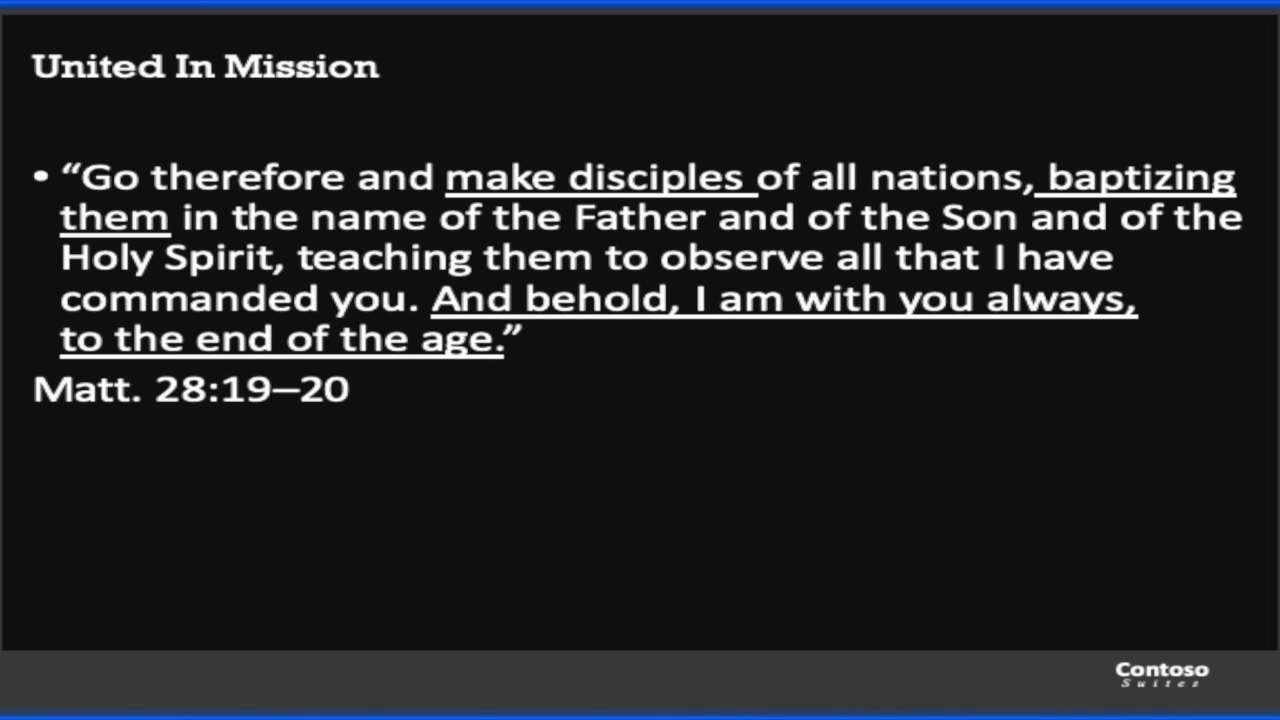 United In Mission
• “Go therefore and make disciples of all nations, baptizing
them in the name of the Father and of the Son and of the
Holy Spirit, teaching them to observe all that I have
commanded you. And behold, I am with you always,
to the end of the age.”
Matt. 28:19–20
Contoso
Suites